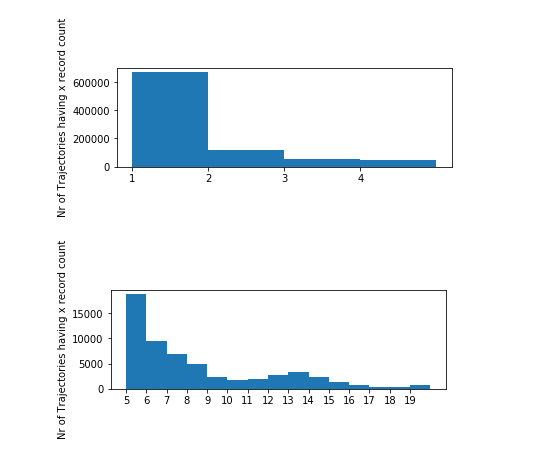 Nr of Trajectories having x record count
600000
400000
200000
0
1 2 3 4
Nr of Trajectories having x record count
15000
10000
5000
0
5 6 7 8 9 10 11 12 13 14 15 16 17 18 19